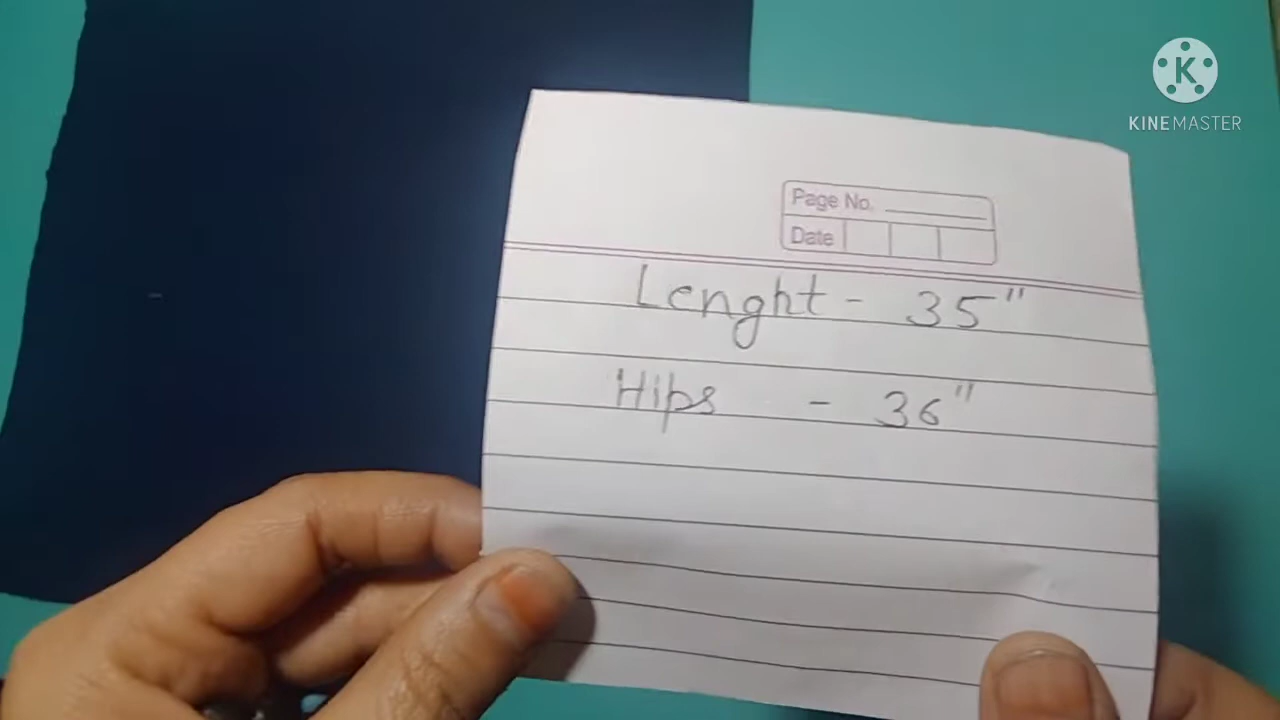 K
KINEMASTER
Page No.
Date
Lenght - 35"
Hips - 36"